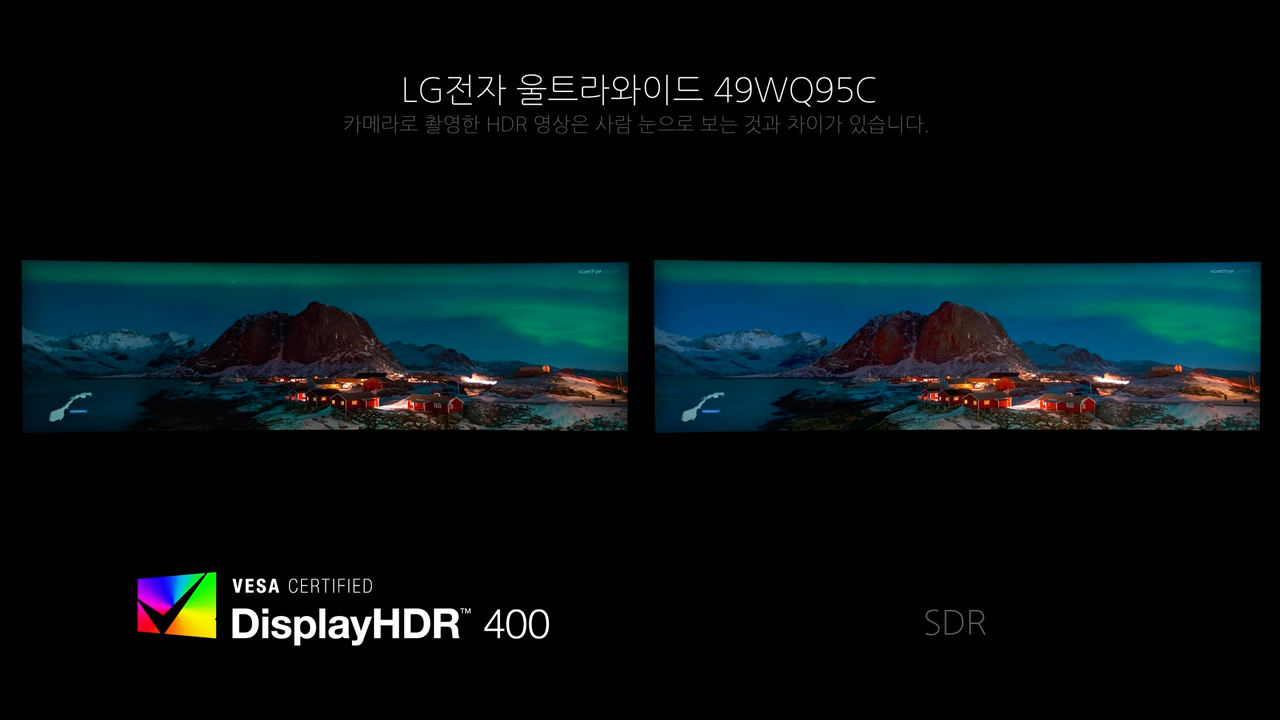 LG전자 울트라와이드 49WQ95C
카메라로 촬영한 HDR 영상은 사람 눈으로 보는 것과 차이가 있습니다.
VESA CERTIFIED
DisplayHDR™ 400
SDR